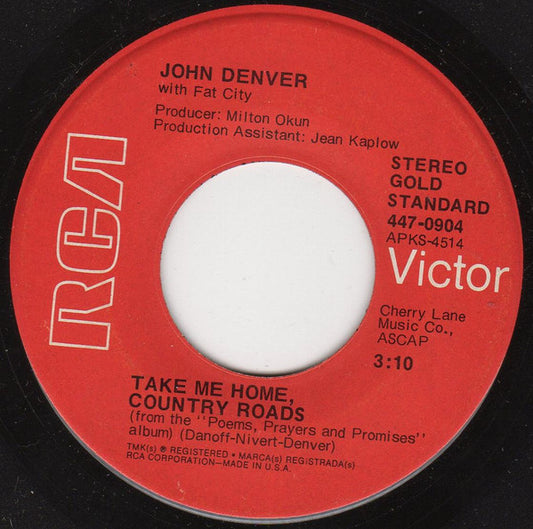 JOHN DENVER
with Fat City
Producer: Milton Okun
Production Assistant: Jean Kaplow
RCA
STEREO
GOLD
STANDARD
447-0904
APKS-4514
Victor
Cherry Lane
Music Co.,
ASCAP
3:10
TAKE ME HOME,
COUNTRY ROADS
(from the "Poems, Prayers and Promises"
album) (Danoff-Nivert-Denver)
TMK(s) ® REGISTERED • MARCA(s) REGISTRADA(s)
RCA CORPORATION—MADE IN U.S.A.